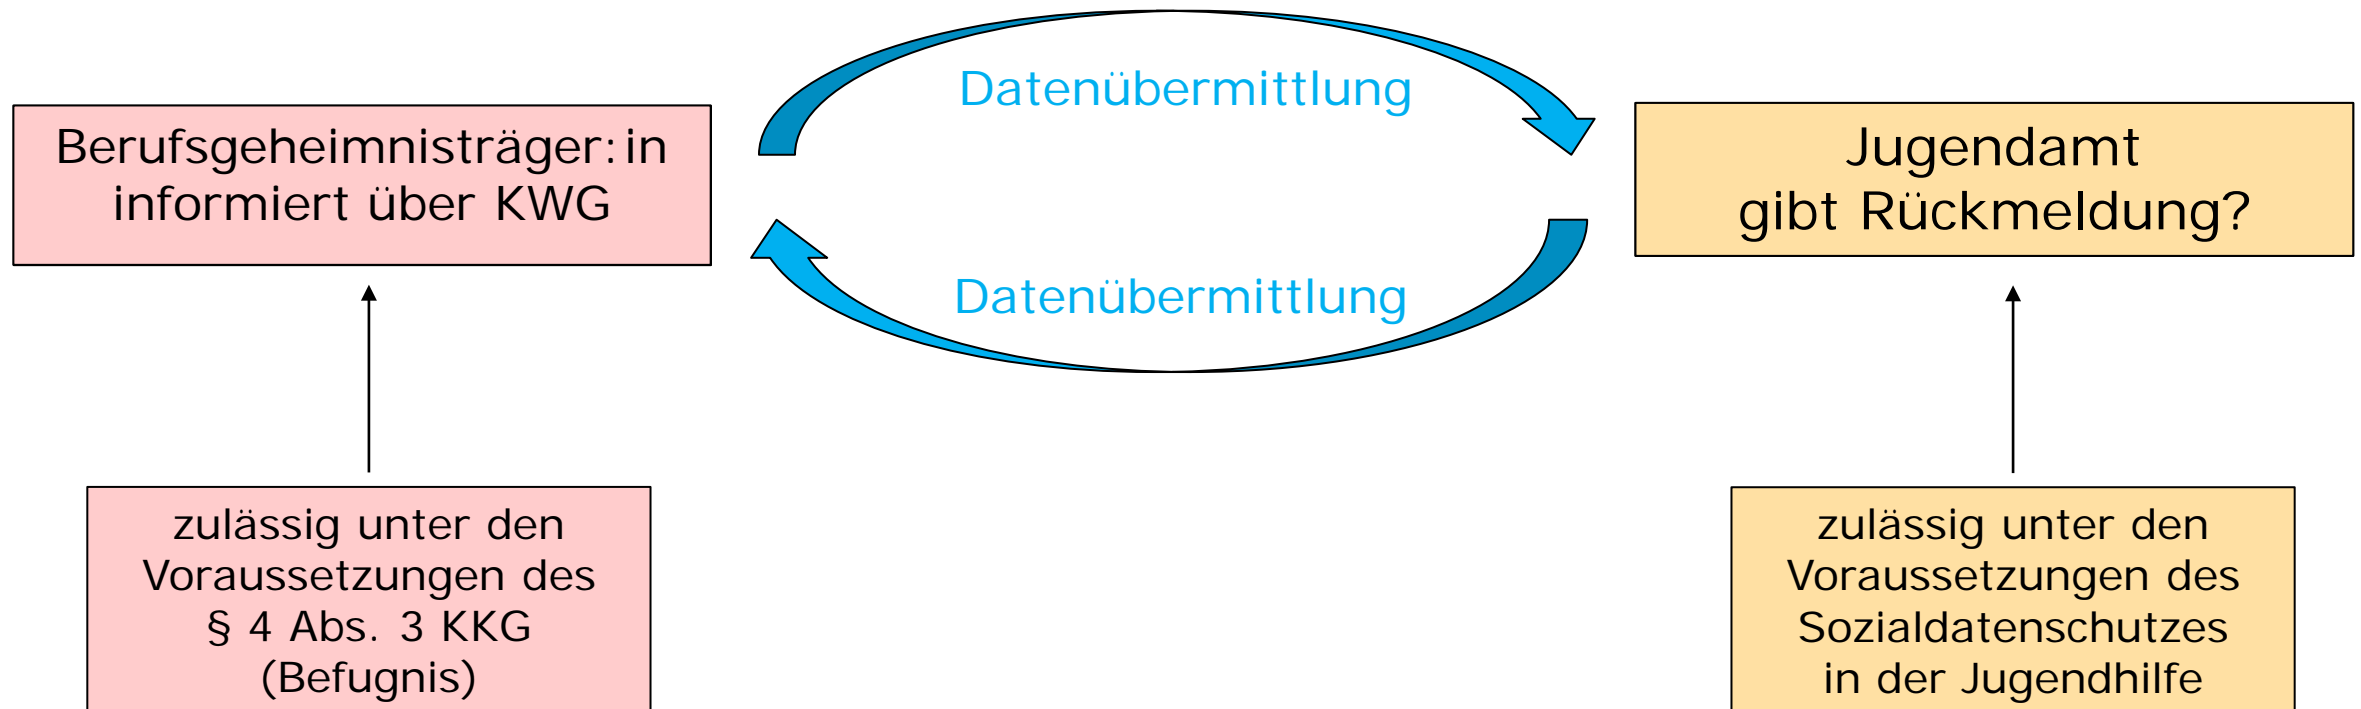 Datenübermittlung
Berufsgeheimnisträger:in
informiert über KWG
Jugendamt
gibt Rückmeldung?
Datenübermittlung
zulässig unter den
Voraussetzungen des
§ 4 Abs. 3 KKG
(Befugnis)
zulässig unter den
Voraussetzungen des
Sozialdatenschutzes
in der Jugendhilfe